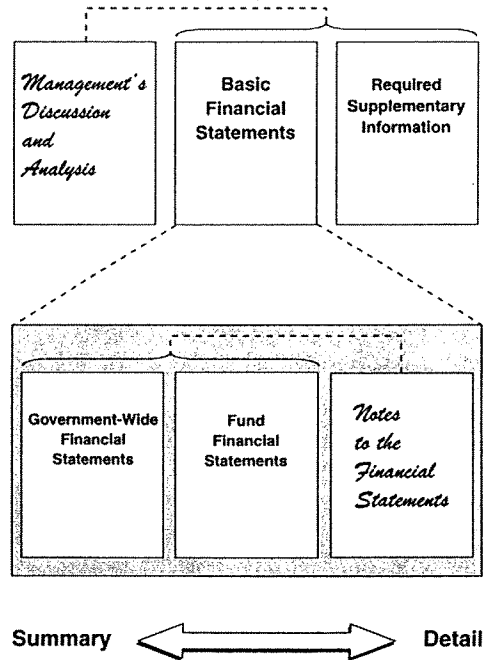 Management's
Discussion
and
Analysis
Basic
Financial
Statements
Required
Supplementary
Information
Government-Wide
Financial
Statements
Fund
Financial
Statements
Notes
to the
Financial
Statements
Summary
Detail